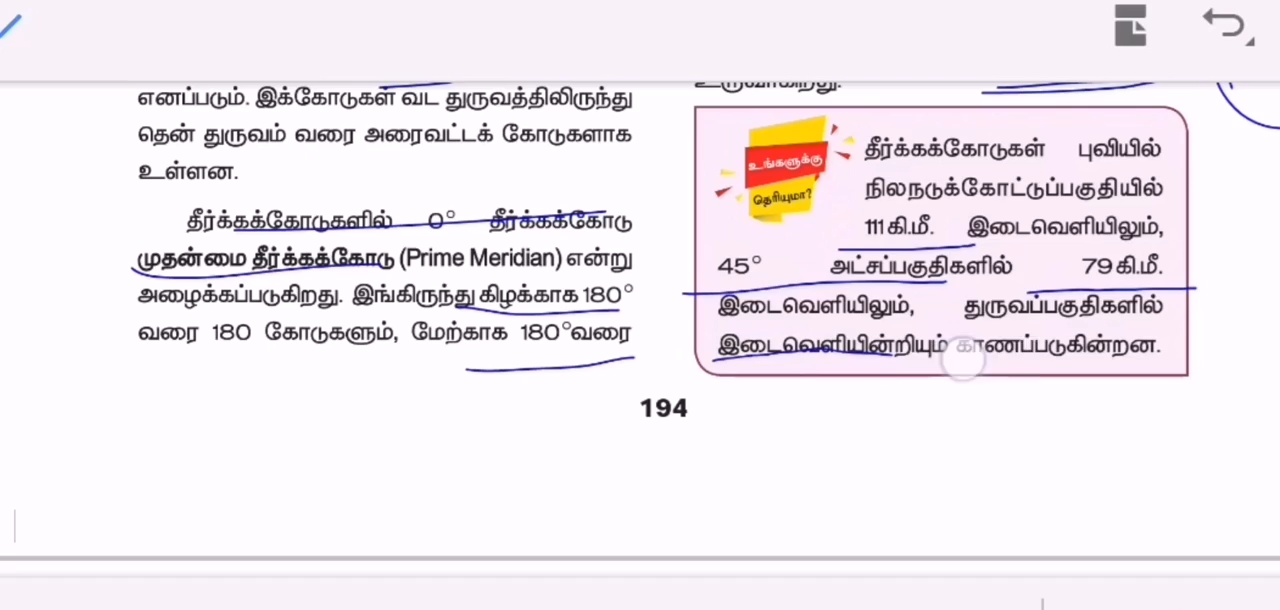 எனப்படும். இக்கோடுகள் வட துருவத்திலிருந்து
தென் துருவம் வரை அரைவட்டக் கோடுகளாக
உள்ளன.
தீர்க்கக்கோடுகளில் 0° தீர்க்கக்கோடு
முதன்மை தீர்க்கக்கோடு (Prime Meridian) என்று
அழைக்கப்படுகிறது. இங்கிருந்து கிழக்காக 180°
வரை 180 கோடுகளும், மேற்காக 180°வரை
உருவாகிறது.
உங்களுக்கு
தெரியுமா?
தீர்க்கக்கோடுகள் புவியில்
நிலநடுக்கோட்டுப்பகுதியில்
111 கி.மீ. இடைவெளியிலும்,
45° அட்சப்பகுதிகளில் 79 கி.மீ.
இடைவெளியிலும், துருவப்பகுதிகளில்
இடைவெளியின்றியும் காணப்படுகின்றன.
194